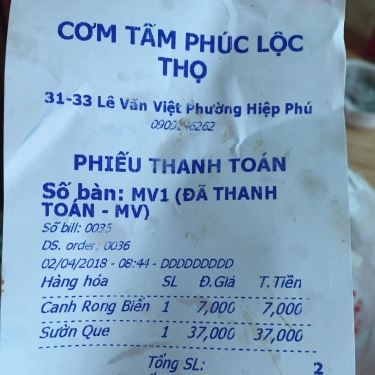 CƠM TẤM PHÚC LỘC
THỌ
31-33 Lê Văn Việt Phường Hiệp Phú
PHIẾU THANH TOÁN
Số bàn: MV1 (ĐÃ THANH
TOÁN - MV)
Số bill: 0035
DS. order: 0036
02/04/2018 - 08:44 - DDDDDDDDD
Hàng hóa SL Đ.Giá T.Tiền
Canh Rong Biển 1 7,000 7,000
Sườn Que 1 37,000 37,000
Tổng SL: 2